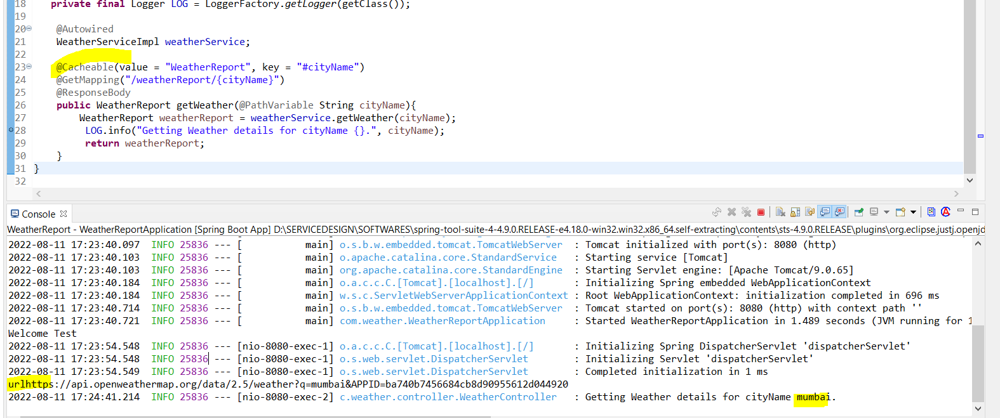 18 private final Logger LOG = LoggerFactory.getLogger(getClass());
19
20 @Autowired
21 WeatherServiceImpl weatherService;
22
23 @Cacheable(value = "WeatherReport", key = "#cityName")
24 @GetMapping("/weatherReport/{cityName}")
25 @ResponseBody
26 public WeatherReport getWeather(@PathVariable String cityName){
27 WeatherReport weatherReport = weatherService.getWeather(cityName);
28 LOG.info("Getting Weather details for cityName {}.", cityName);
29 return weatherReport;
30 }
31 }
32
Console
WeatherReport - WeatherReportApplication [Spring Boot App] D:\SERVICEDESIGN\SOFTWARES\spring-tool-suite-4-4.9.0.RELEASE-e4.18.0-win32.win32.x86_64.self-extracting\contents\sts-4.9.0.RELEASE\plugins\org.eclipse.justj.openjd
2022-08-11 17:23:40.097 INFO 25836 --- [ main] o.s.b.w.embedded.tomcat.TomcatWebServer : Tomcat initialized with port(s): 8080 (http)
2022-08-11 17:23:40.103 INFO 25836 --- [ main] o.apache.catalina.core.StandardService : Starting service [Tomcat]
2022-08-11 17:23:40.103 INFO 25836 --- [ main] org.apache.catalina.core.StandardEngine : Starting Servlet engine: [Apache Tomcat/9.0.65]
2022-08-11 17:23:40.184 INFO 25836 --- [ main] o.a.c.c.C.[Tomcat].[localhost].[/] : Initializing Spring embedded WebApplicationContext
2022-08-11 17:23:40.184 INFO 25836 --- [ main] w.s.c.ServletWebServerApplicationContext : Root WebApplicationContext: initialization completed in 696 ms
2022-08-11 17:23:40.714 INFO 25836 --- [ main] o.s.b.w.embedded.tomcat.TomcatWebServer : Tomcat started on port(s): 8080 (http) with context path ''
2022-08-11 17:23:40.721 INFO 25836 --- [ main] com.weather.WeatherReportApplication : Started WeatherReportApplication in 1.489 seconds (JVM running for 1
Welcome Test
2022-08-11 17:23:54.548 INFO 25836 --- [nio-8080-exec-1] o.a.c.c.C.[Tomcat].[localhost].[/] : Initializing Spring DispatcherServlet 'dispatcherServlet'
2022-08-11 17:23:54.548 INFO 25836 --- [nio-8080-exec-1] o.s.web.servlet.DispatcherServlet : Initializing Servlet 'dispatcherServlet'
2022-08-11 17:23:54.549 INFO 25836 --- [nio-8080-exec-1] o.s.web.servlet.DispatcherServlet : Completed initialization in 1 ms
urlhttps://api.openweathermap.org/data/2.5/weather?q=mumbai&APPID=ba740b7456684cb8d90955612d044920
2022-08-11 17:24:41.214 INFO 25836 --- [nio-8080-exec-2] c.weather.controller.WeatherController : Getting Weather details for cityName mumbai.